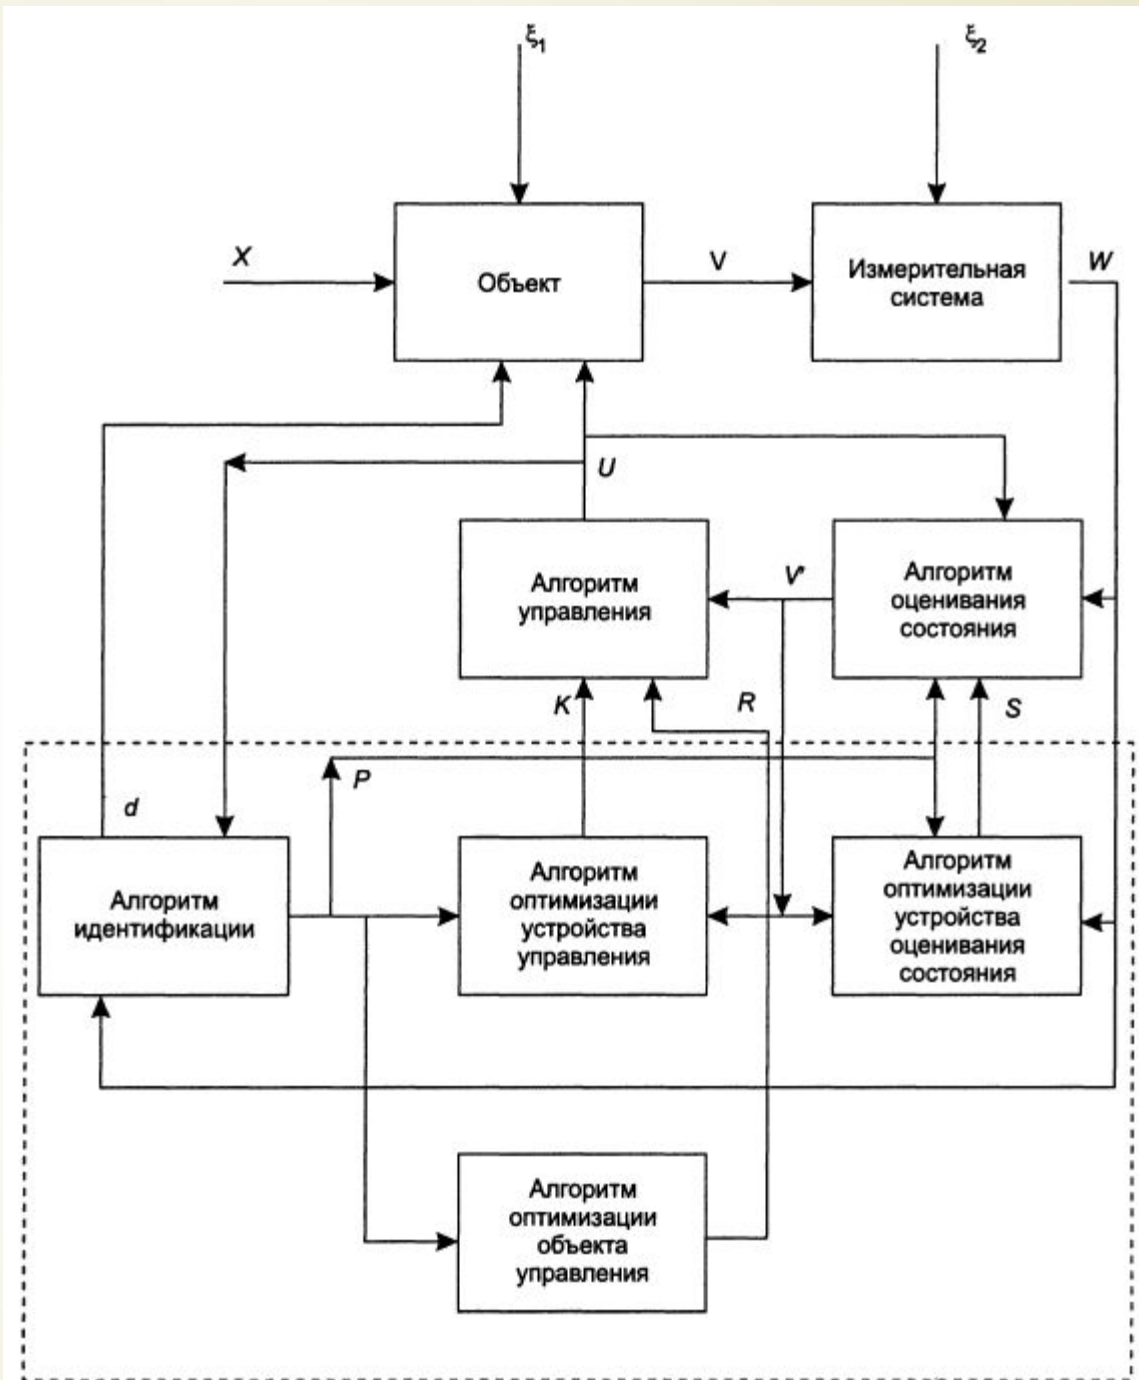 ξ1
ξ2
X
Объект
V
Измерительная
система
W
U
Алгоритм
управления
V'
Алгоритм
оценивания
состояния
K
R
S
P
d
Алгоритм
идентификации
Алгоритм
оптимизации
устройства
управления
Алгоритм
оптимизации
устройства
оценивания
состояния
Алгоритм
оптимизации
объекта
управления